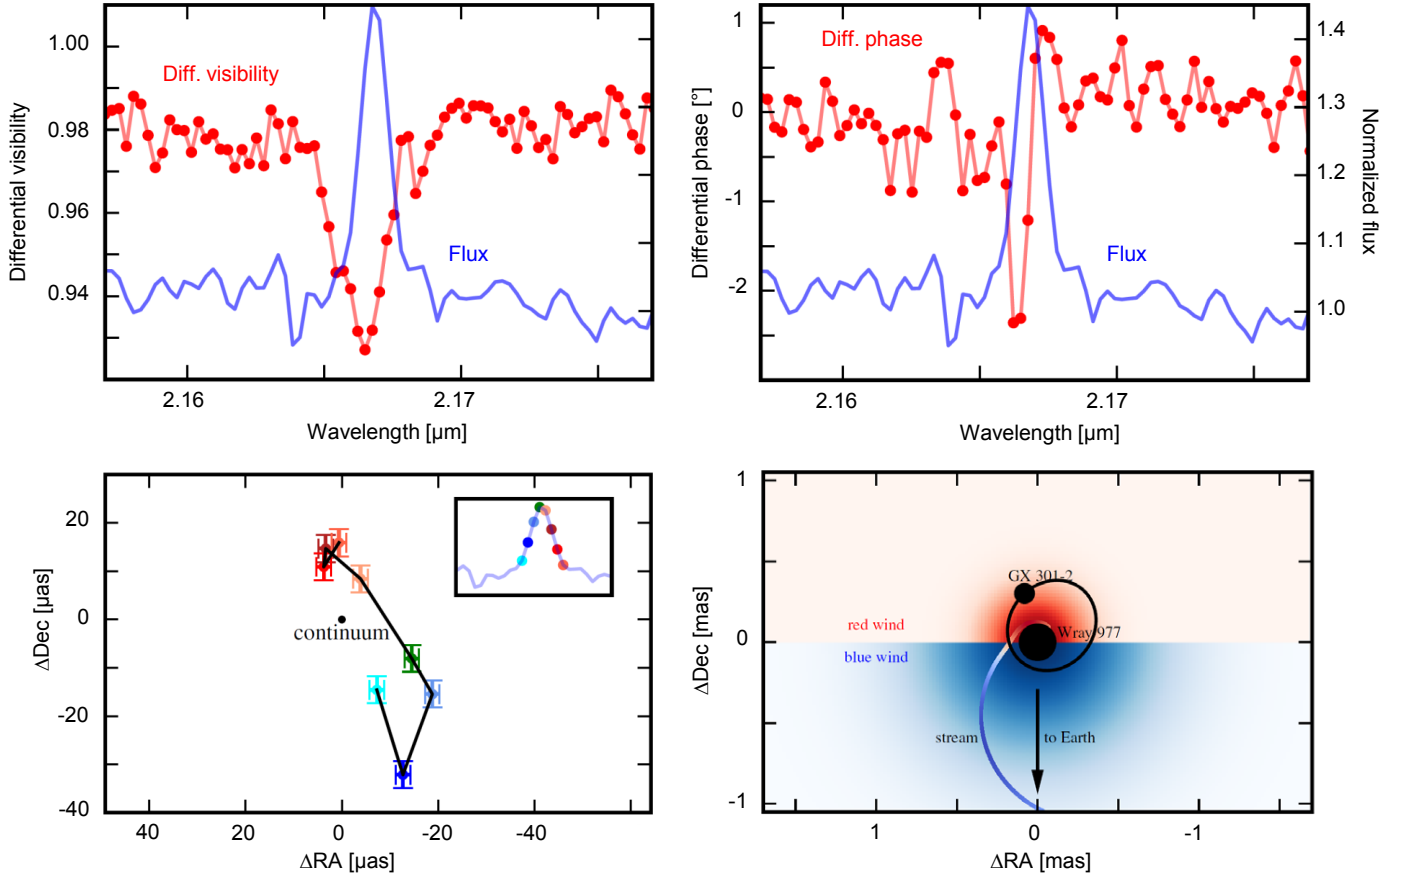 1.00
0.98
0.96
0.94
Differential visibility
Diff. visibility
Flux
2.16
2.17
Wavelength [µm]
1
0
-1
-2
Differential phase [°]
Diff. phase
Flux
1.4
1.3
1.2
1.1
1.0
Normalized flux
2.16
2.17
Wavelength [µm]
20
0
-20
-40
ΔDec [µas]
continuum
40
20
0
-20
-40
ΔRA [µas]
1
0
-1
ΔDec [mas]
GX 301-2
red wind
Wray 977
blue wind
stream
to Earth
1
0
-1
ΔRA [mas]